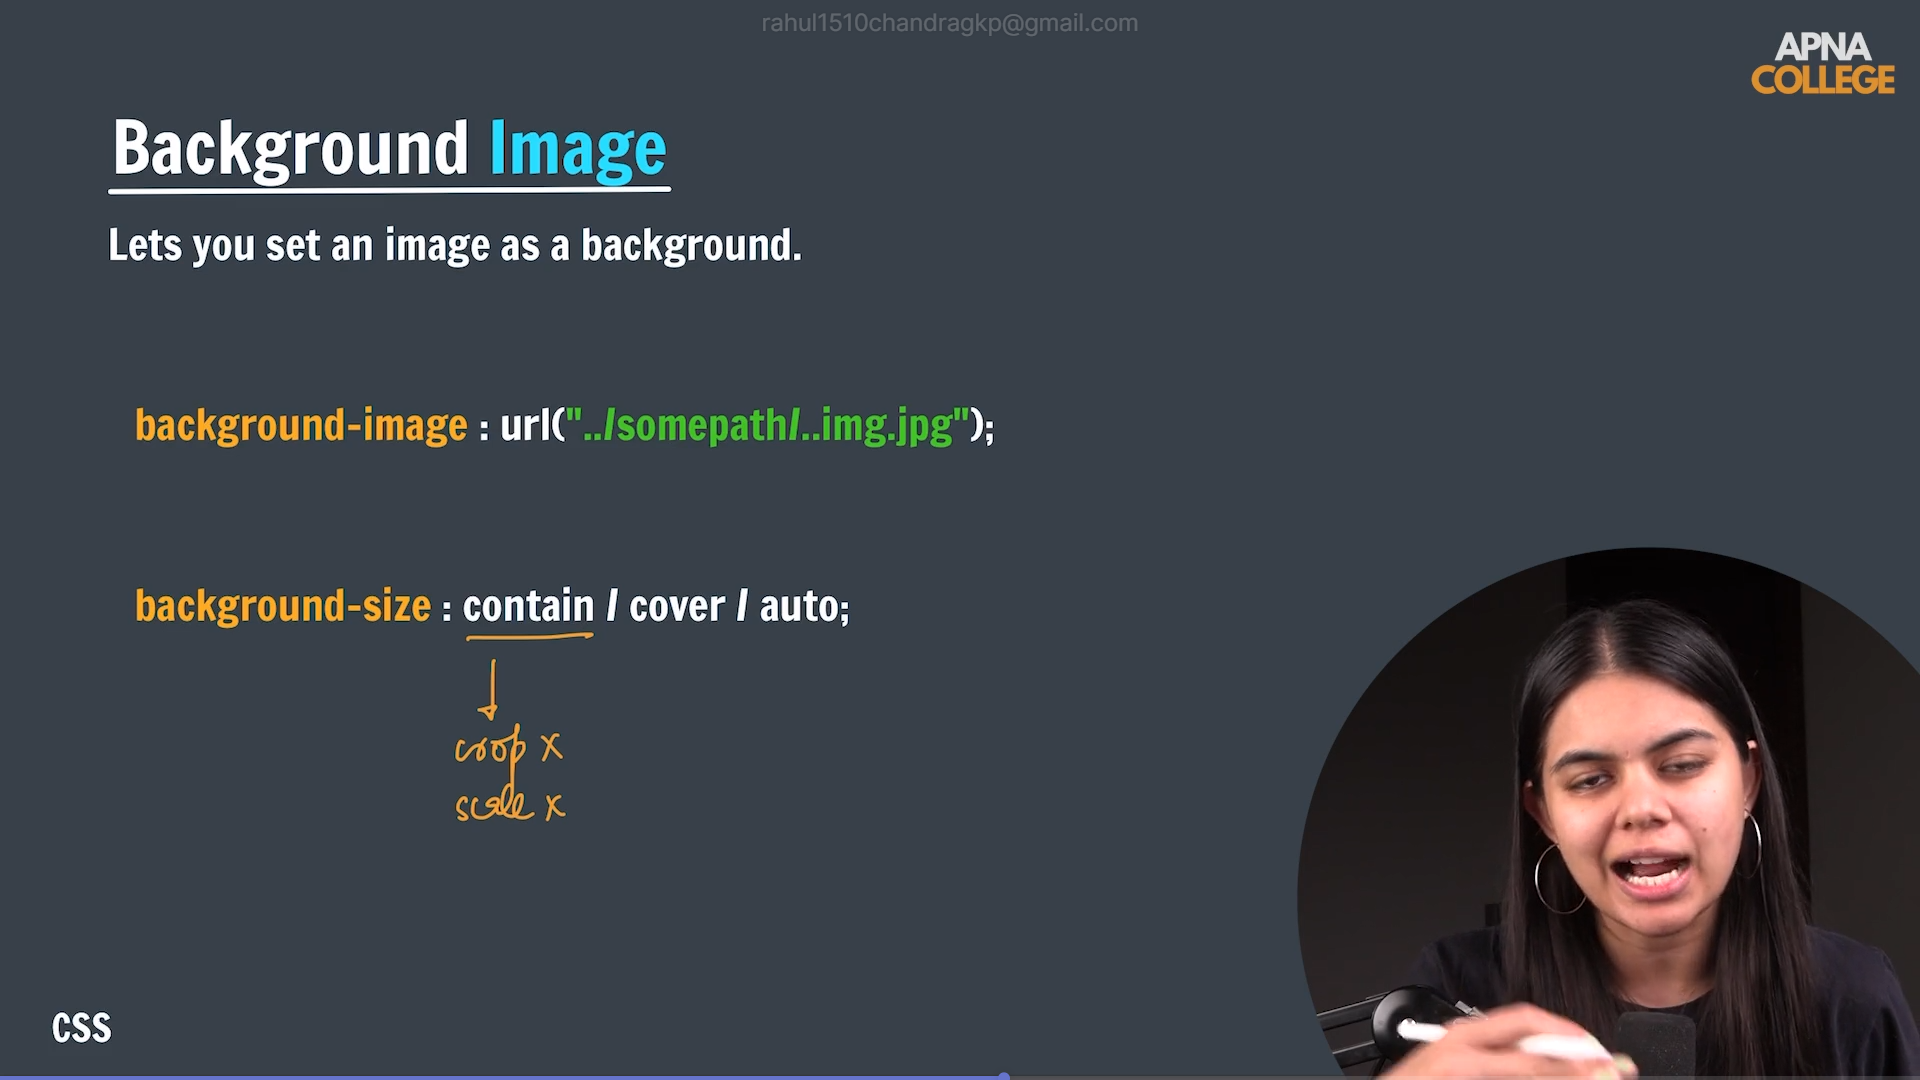 rahul1510chandragkp@gmail.com
APNA
COLLEGE
Background Image
Lets you set an image as a background.
background-image : url("../somepath/..img.jpg");
background-size : contain / cover / auto;
crop x
scale x
CSS